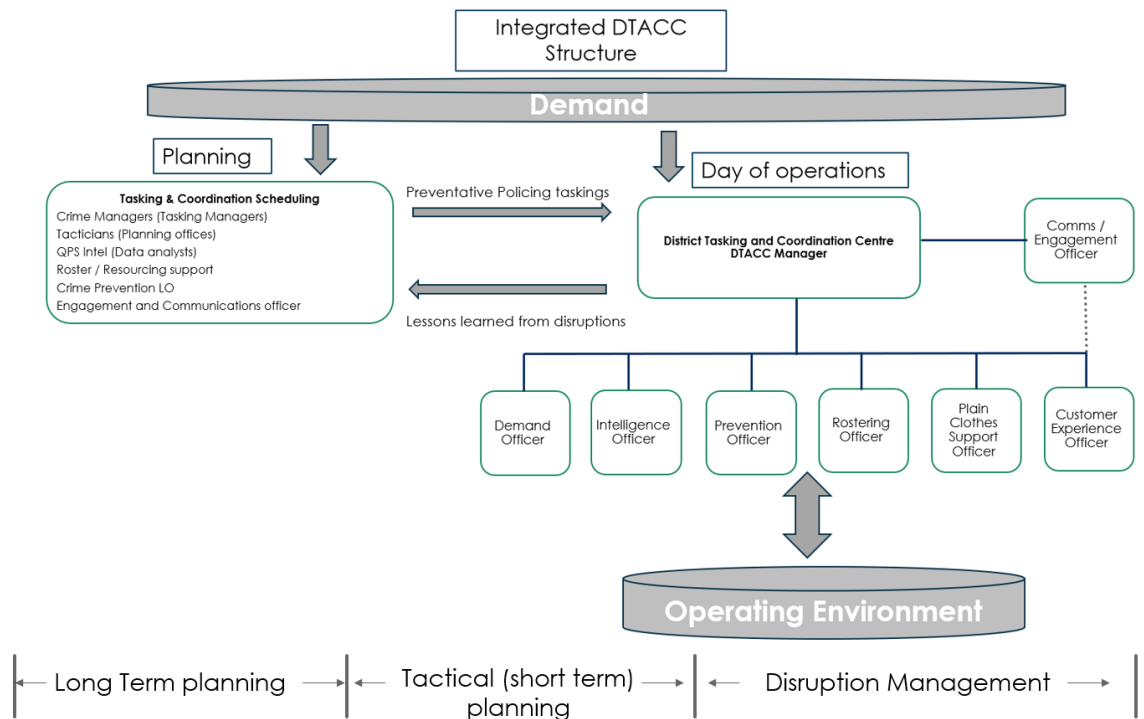 Integrated DTACC
Structure
Demand
Planning
Day of operations
Tasking & Coordination Scheduling
Crime Managers (Tasking Managers)
Tacticians (Planning offices)
QPS Intel (Data analysts)
Roster / Resourcing support
Crime Prevention LO
Engagement and Communications officer
Preventative Policing taskings
Lessons learned from disruptions
District Tasking and Coordination Centre
DTACC Manager
Comms /
Engagement
Officer
Demand
Officer
Intelligence
Officer
Prevention
Officer
Rostering
Officer
Plain
Clothes
Support
Officer
Customer
Experience
Officer
Operating Environment
Long Term planning
Tactical (short term)
planning
Disruption Management